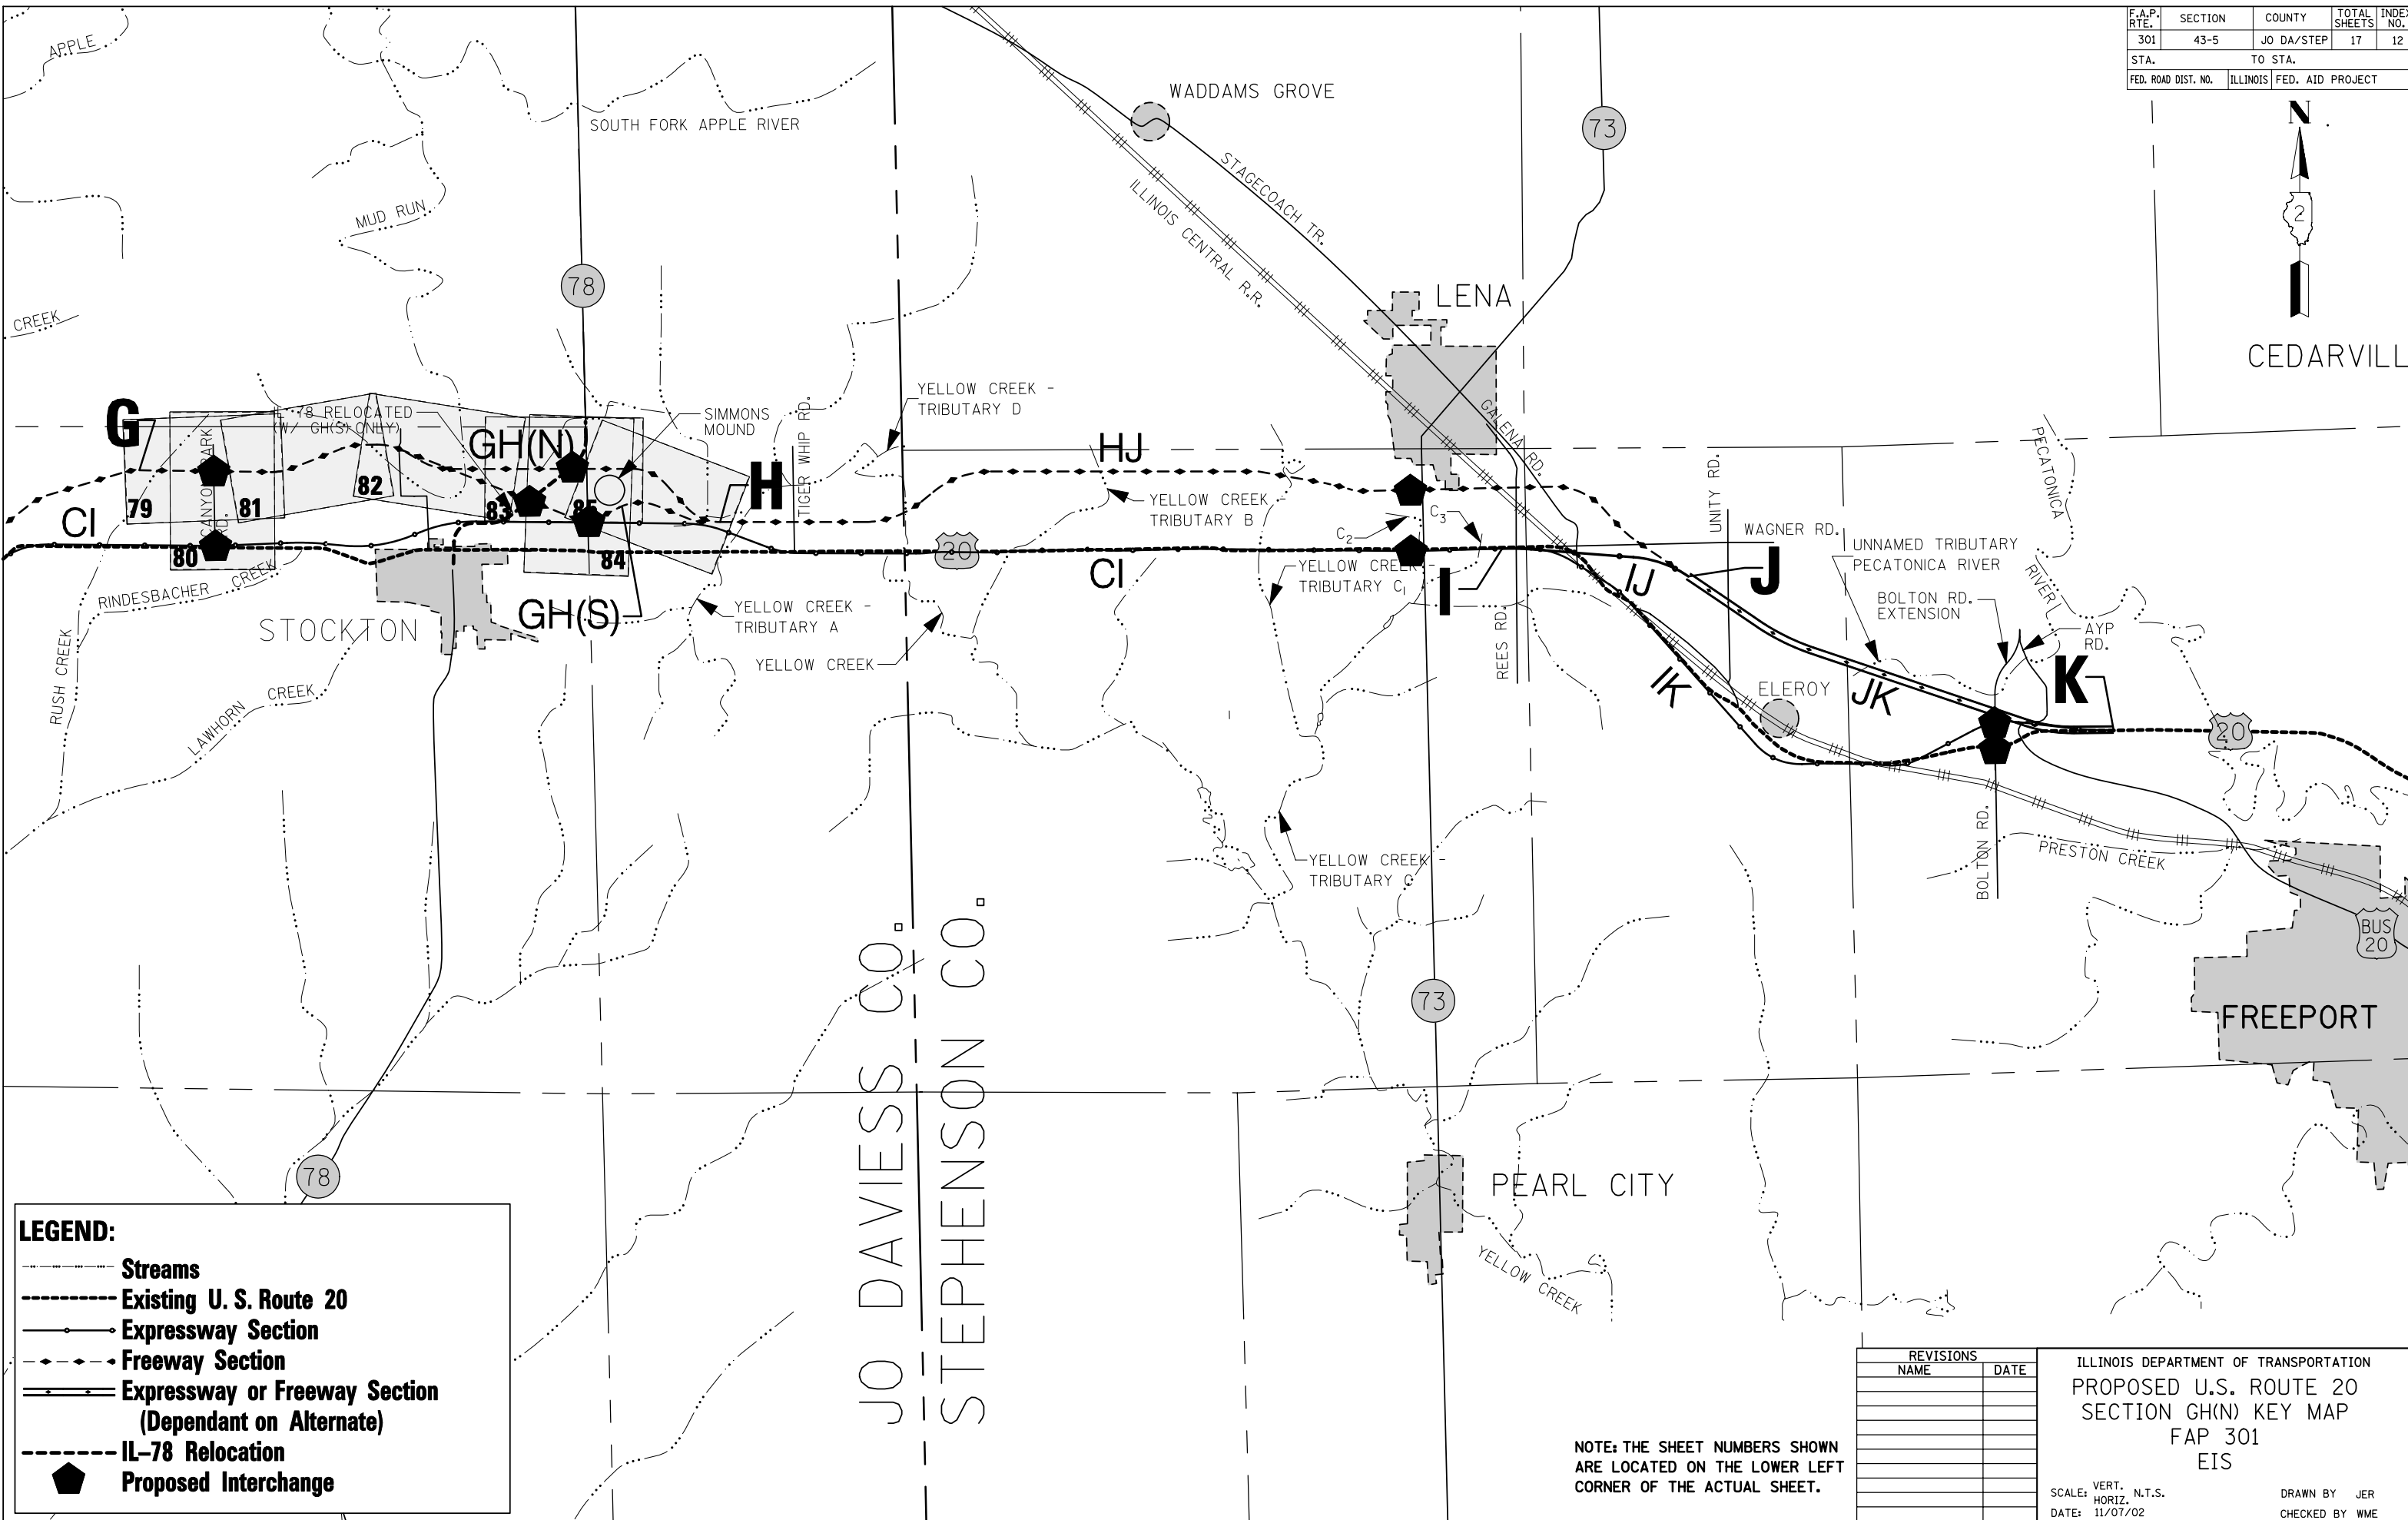 F.A.P. RTE. SECTION COUNTY TOTAL SHEETS INDEX NO.
301 43-5 JO DA/STEP 17 12
STA. TO STA.
FED. ROAD DIST. NO. ILLINOIS FED. AID PROJECT
N
2
APPLE
SOUTH FORK APPLE RIVER
WADDAMS GROVE
73
STAGECOACH TR.
ILLINOIS CENTRAL R.R.
MUD RUN
78
CREEK
LENA
CEDARVILL
G
IL 78 RELOCATED
(W/ GH(S) ONLY)
CANYON PARK RD.
GH(N)
SIMMONS
MOUND
H
TIGER WHIP RD.
YELLOW CREEK -
TRIBUTARY D
HJ
YELLOW CREEK -
TRIBUTARY B
GALENA RD.
UNITY RD.
WAGNER RD.
PECATONICA
RIVER
79
80
81
82
83
84
85
CI
20
CI
C2
C3
YELLOW CREEK -
TRIBUTARY C1
I
IJ
J
UNNAMED TRIBUTARY
PECATONICA RIVER
BOLTON RD.
EXTENSION
AYP
RD.
K
RINDESBACHER CREEK
STOCKTON
GH(S)
YELLOW CREEK -
TRIBUTARY A
YELLOW CREEK
RUSH CREEK
LAWHORN CREEK
REES RD.
IK
ELEROY
JK
20
YELLOW CREEK -
TRIBUTARY C
BOLTON RD.
PRESTON CREEK
BUS
20
FREEPORT
73
JO DAVIESS CO.
STEPHENSON CO.
78
PEARL CITY
YELLOW CREEK
LEGEND:
Streams
Existing U. S. Route 20
Expressway Section
Freeway Section
Expressway or Freeway Section
(Dependant on Alternate)
IL-78 Relocation
Proposed Interchange
NOTE: THE SHEET NUMBERS SHOWN
ARE LOCATED ON THE LOWER LEFT
CORNER OF THE ACTUAL SHEET.
REVISIONS
NAME DATE
ILLINOIS DEPARTMENT OF TRANSPORTATION
PROPOSED U.S. ROUTE 20
SECTION GH(N) KEY MAP
FAP 301
EIS
SCALE: VERT. HORIZ. N.T.S.
DATE: 11/07/02
DRAWN BY JER
CHECKED BY WME